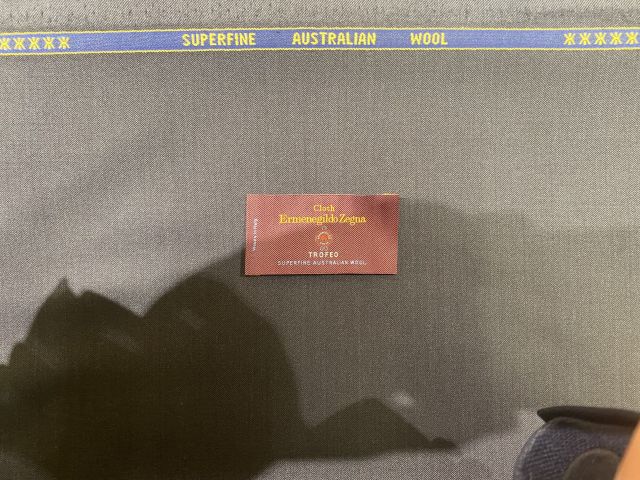 SUPERFINE AUSTRALIAN WOOL
Cloth
Ermenegildo Zegna
TROFEO
SUPERFINE AUSTRALIAN WOOL